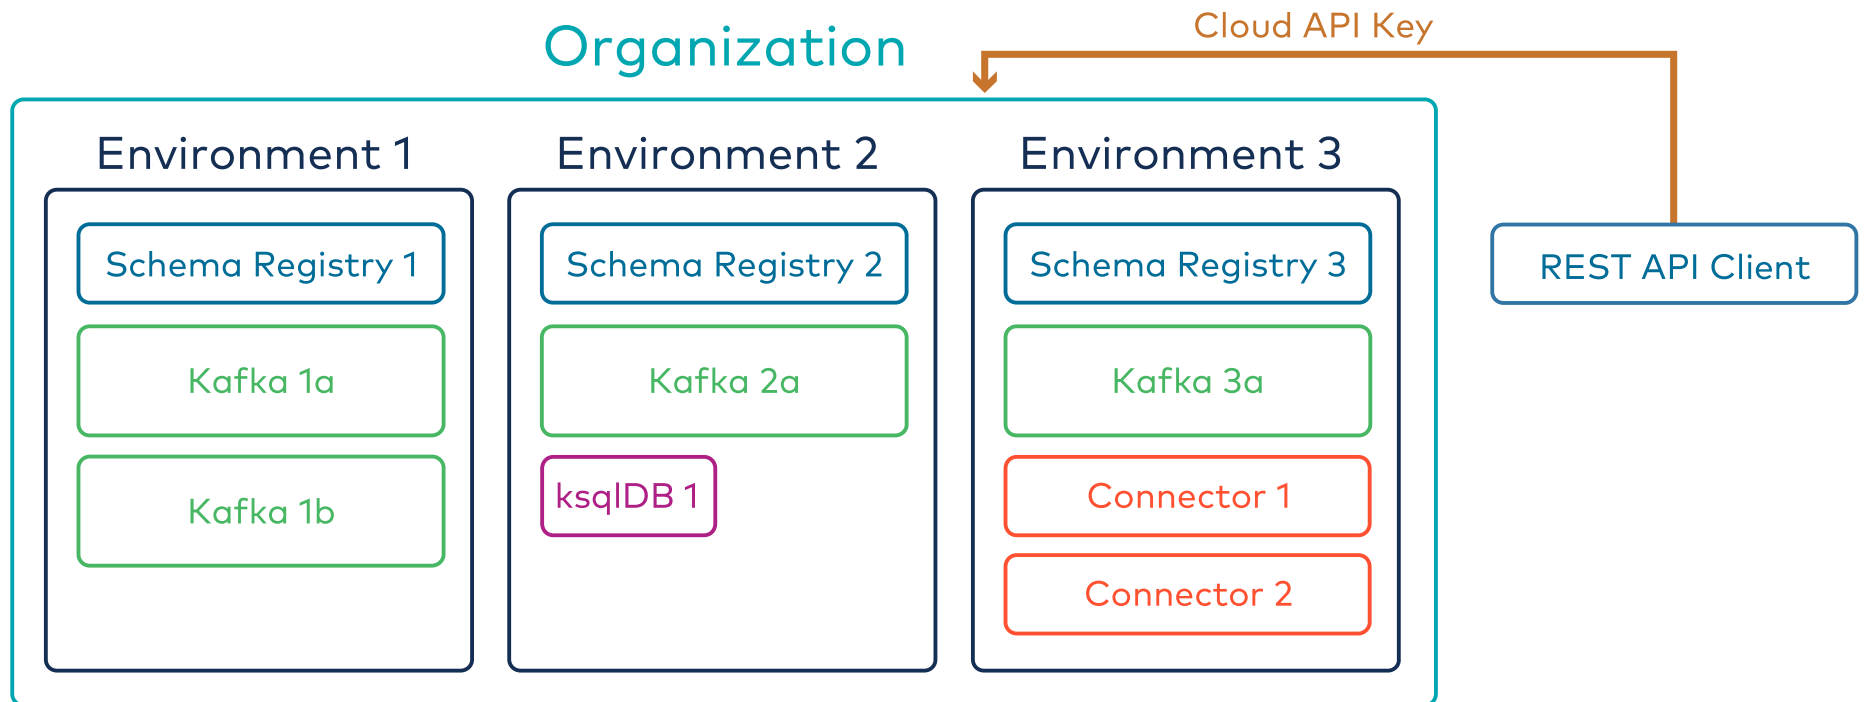 Organization
Cloud API Key
Environment 1
Schema Registry 1
Kafka 1a
Kafka 1b
Environment 2
Schema Registry 2
Kafka 2a
ksqlDB 1
Environment 3
Schema Registry 3
Kafka 3a
Connector 1
Connector 2
REST API Client